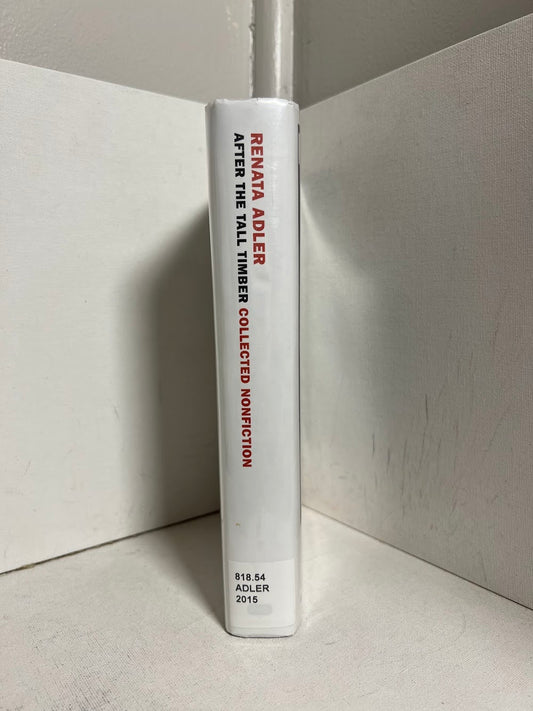 RENATA ADLER
AFTER THE TALL TIMBER COLLECTED NONFICTION
818.54
ADLER
2015